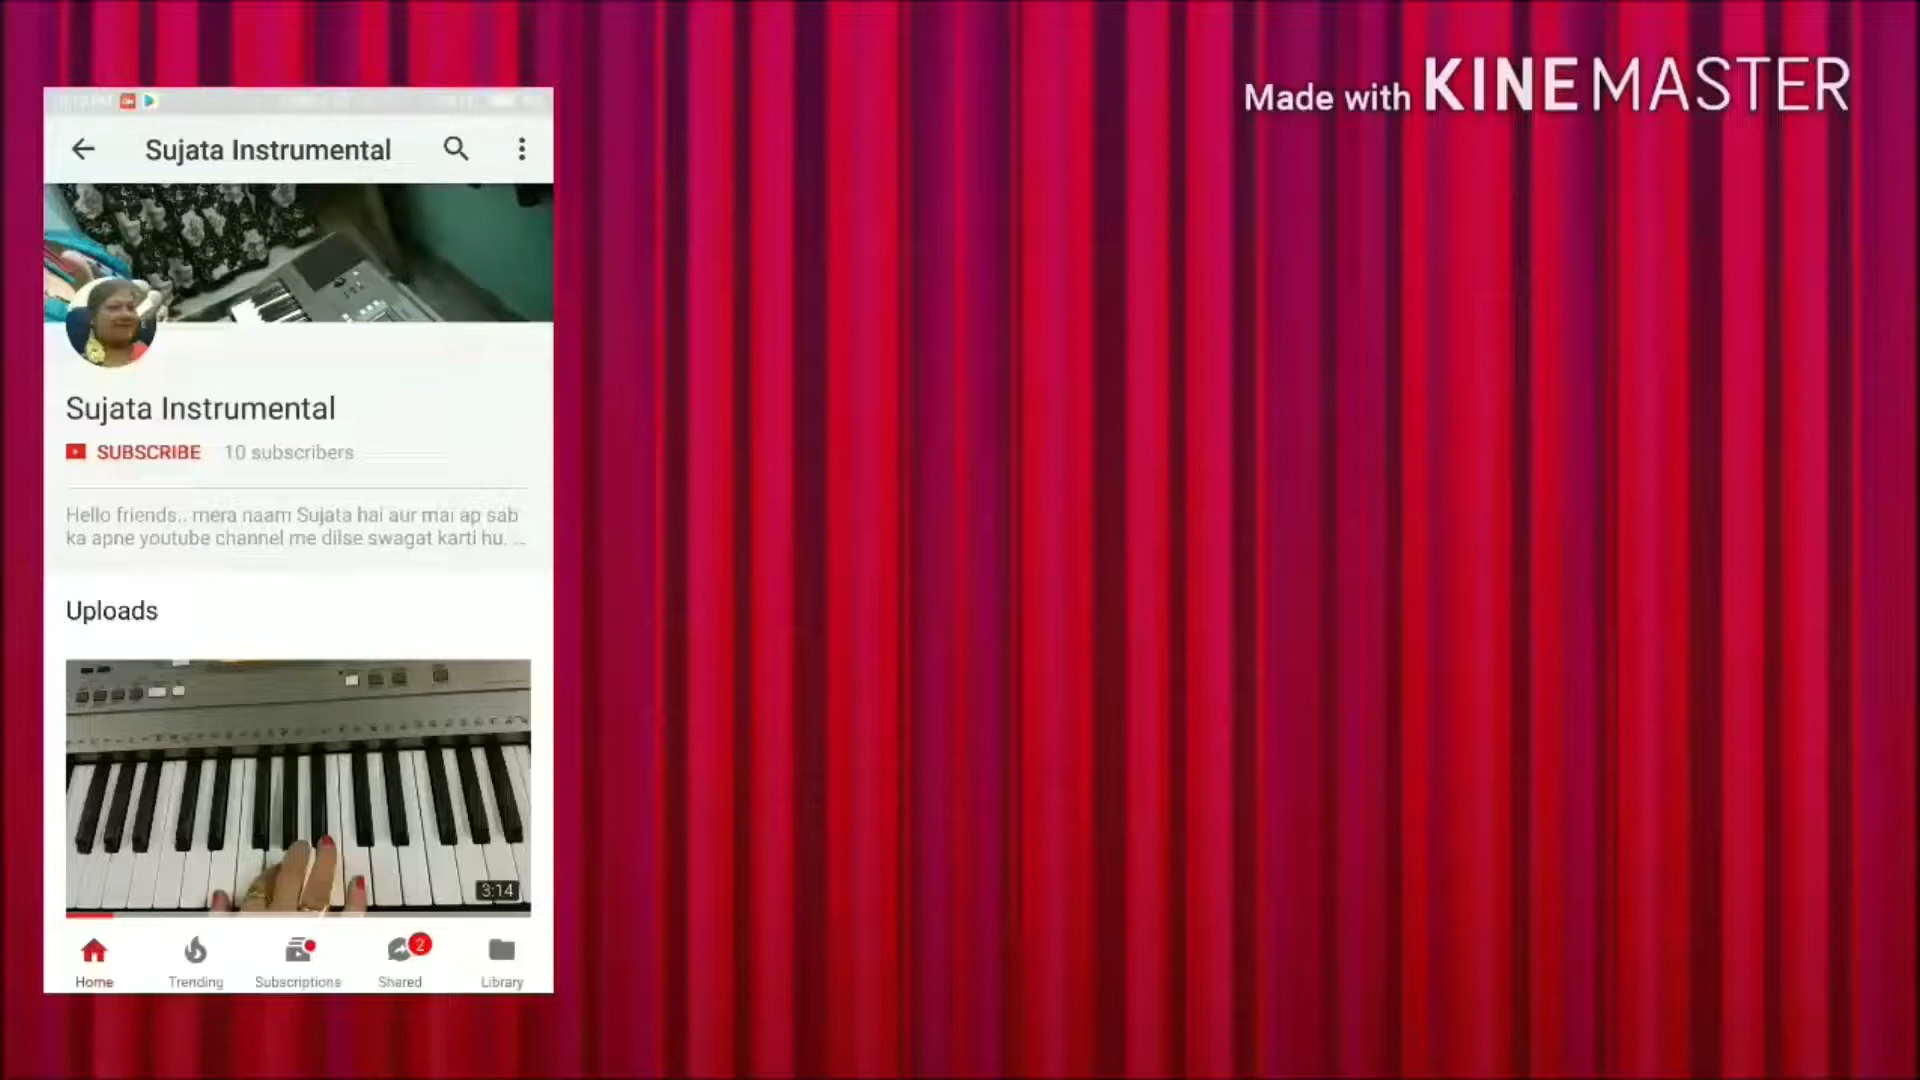 Made with KINEMASTER
Sujata Instrumental
Sujata Instrumental
SUBSCRIBE 10 subscribers
Hello friends.. mera naam Sujata hai aur mai ap sab
ka apne youtube channel me dilse swagat karti hu. ...
Uploads
3:14
2
Home Trending Subscriptions Shared Library